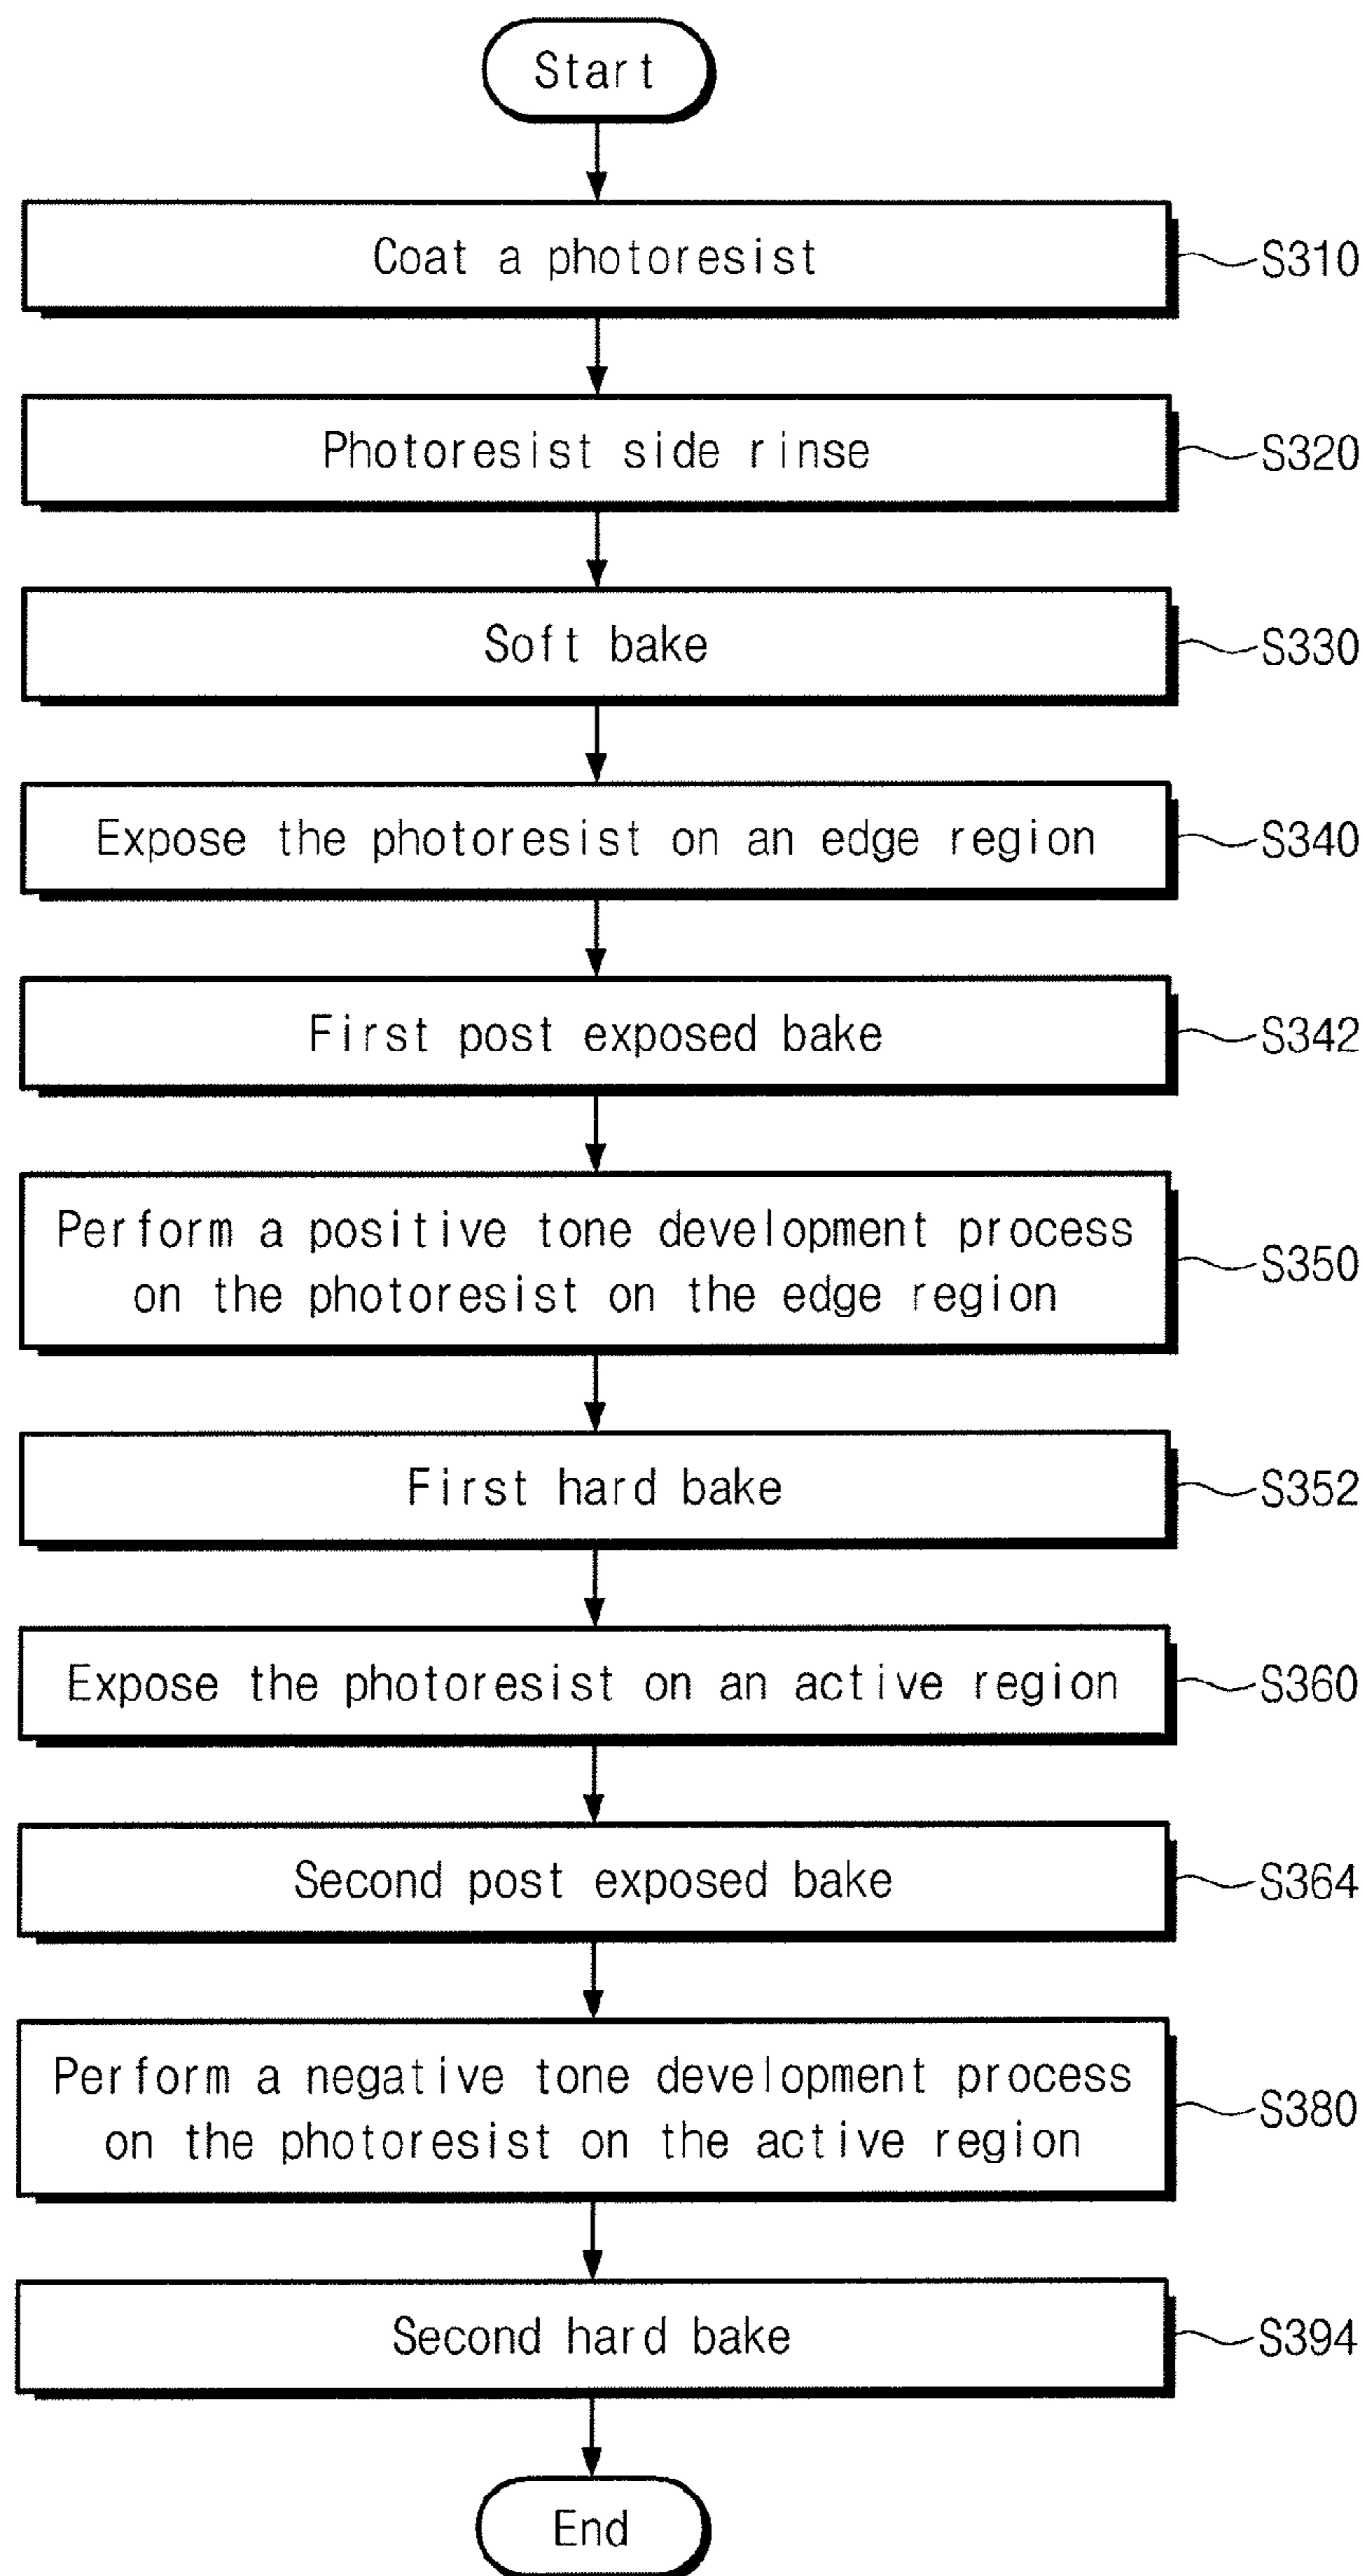 Start
Coat a photoresist
S310
Photoresist side rinse
S320
Soft bake
S330
Expose the photoresist on an edge region
S340
First post exposed bake
S342
Perform a positive tone development process
on the photoresist on the edge region
S350
First hard bake
S352
Expose the photoresist on an active region
S360
Second post exposed bake
S364
Perform a negative tone development process
on the photoresist on the active region
S380
Second hard bake
S394
End